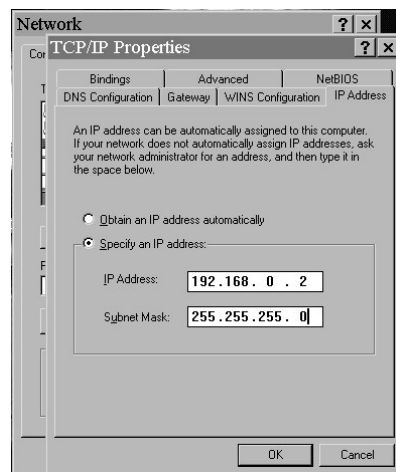 Network
? ×
Cor
TCP/IP Properties
? ×
Bindings
Advanced
NetBIOS
DNS Configuration
Gateway
WINS Configuration
IP Address
An IP address can be automatically assigned to this computer.
If your network does not automatically assign IP addresses, ask
your network administrator for an address, and then type it in
the space below.
Obtain an IP address automatically
Specify an IP address:
IP Address:
192.168. 0 . 2
Subnet Mask:
255.255.255. 0
OK
Cancel